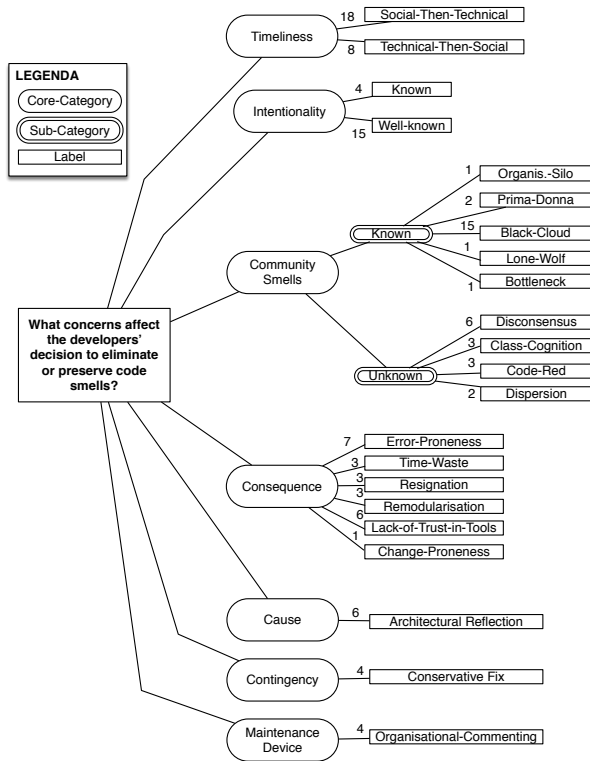 18
Social-Then-Technical
Timeliness
8
Technical-Then-Social
LEGENDA
Core-Category
Sub-Category
Label
4
Known
Intentionality
15
Well-known
1
Organis.-Silo
2
Prima-Donna
Known
15
Black-Cloud
1
Lone-Wolf
1
Bottleneck
Community
Smells
6
Disconsensus
3
Class-Cognition
3
Code-Red
Unknown
2
Dispersion
What concerns affect
the developers'
decision to eliminate
or preserve code
smells?
7
Error-Proneness
3
Time-Waste
Consequence
3
Resignation
3
Remodularisation
6
Lack-of-Trust-in-Tools
1
Change-Proneness
Cause
6
Architectural Reflection
Contingency
4
Conservative Fix
Maintenance
Device
4
Organisational-Commenting